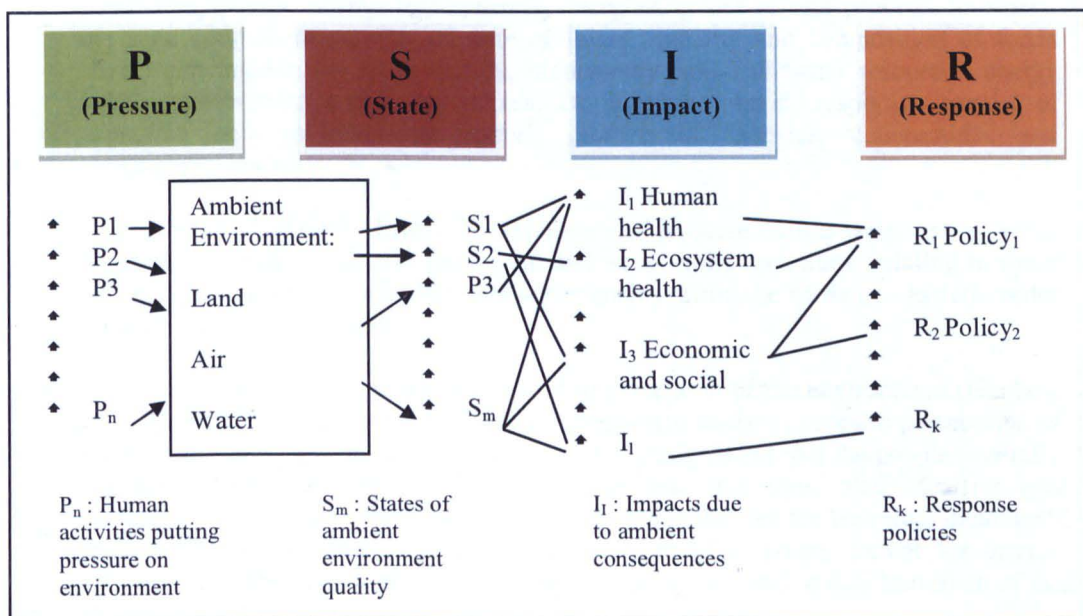 P
(Pressure)
S
(State)
I
(Impact)
R
(Response)
P1
P2
P3
Pn
Ambient
Environment:
Land
Air
Water
S1
S2
P3
Sm
I1 Human
health
I2 Ecosystem
health
I3 Economic
and social
I1
R1 Policy1
R2 Policy2
Rk
Pn : Human
activities putting
pressure on
environment
Sm : States of
ambient
environment
quality
II : Impacts due
to ambient
consequences
Rk : Response
policies